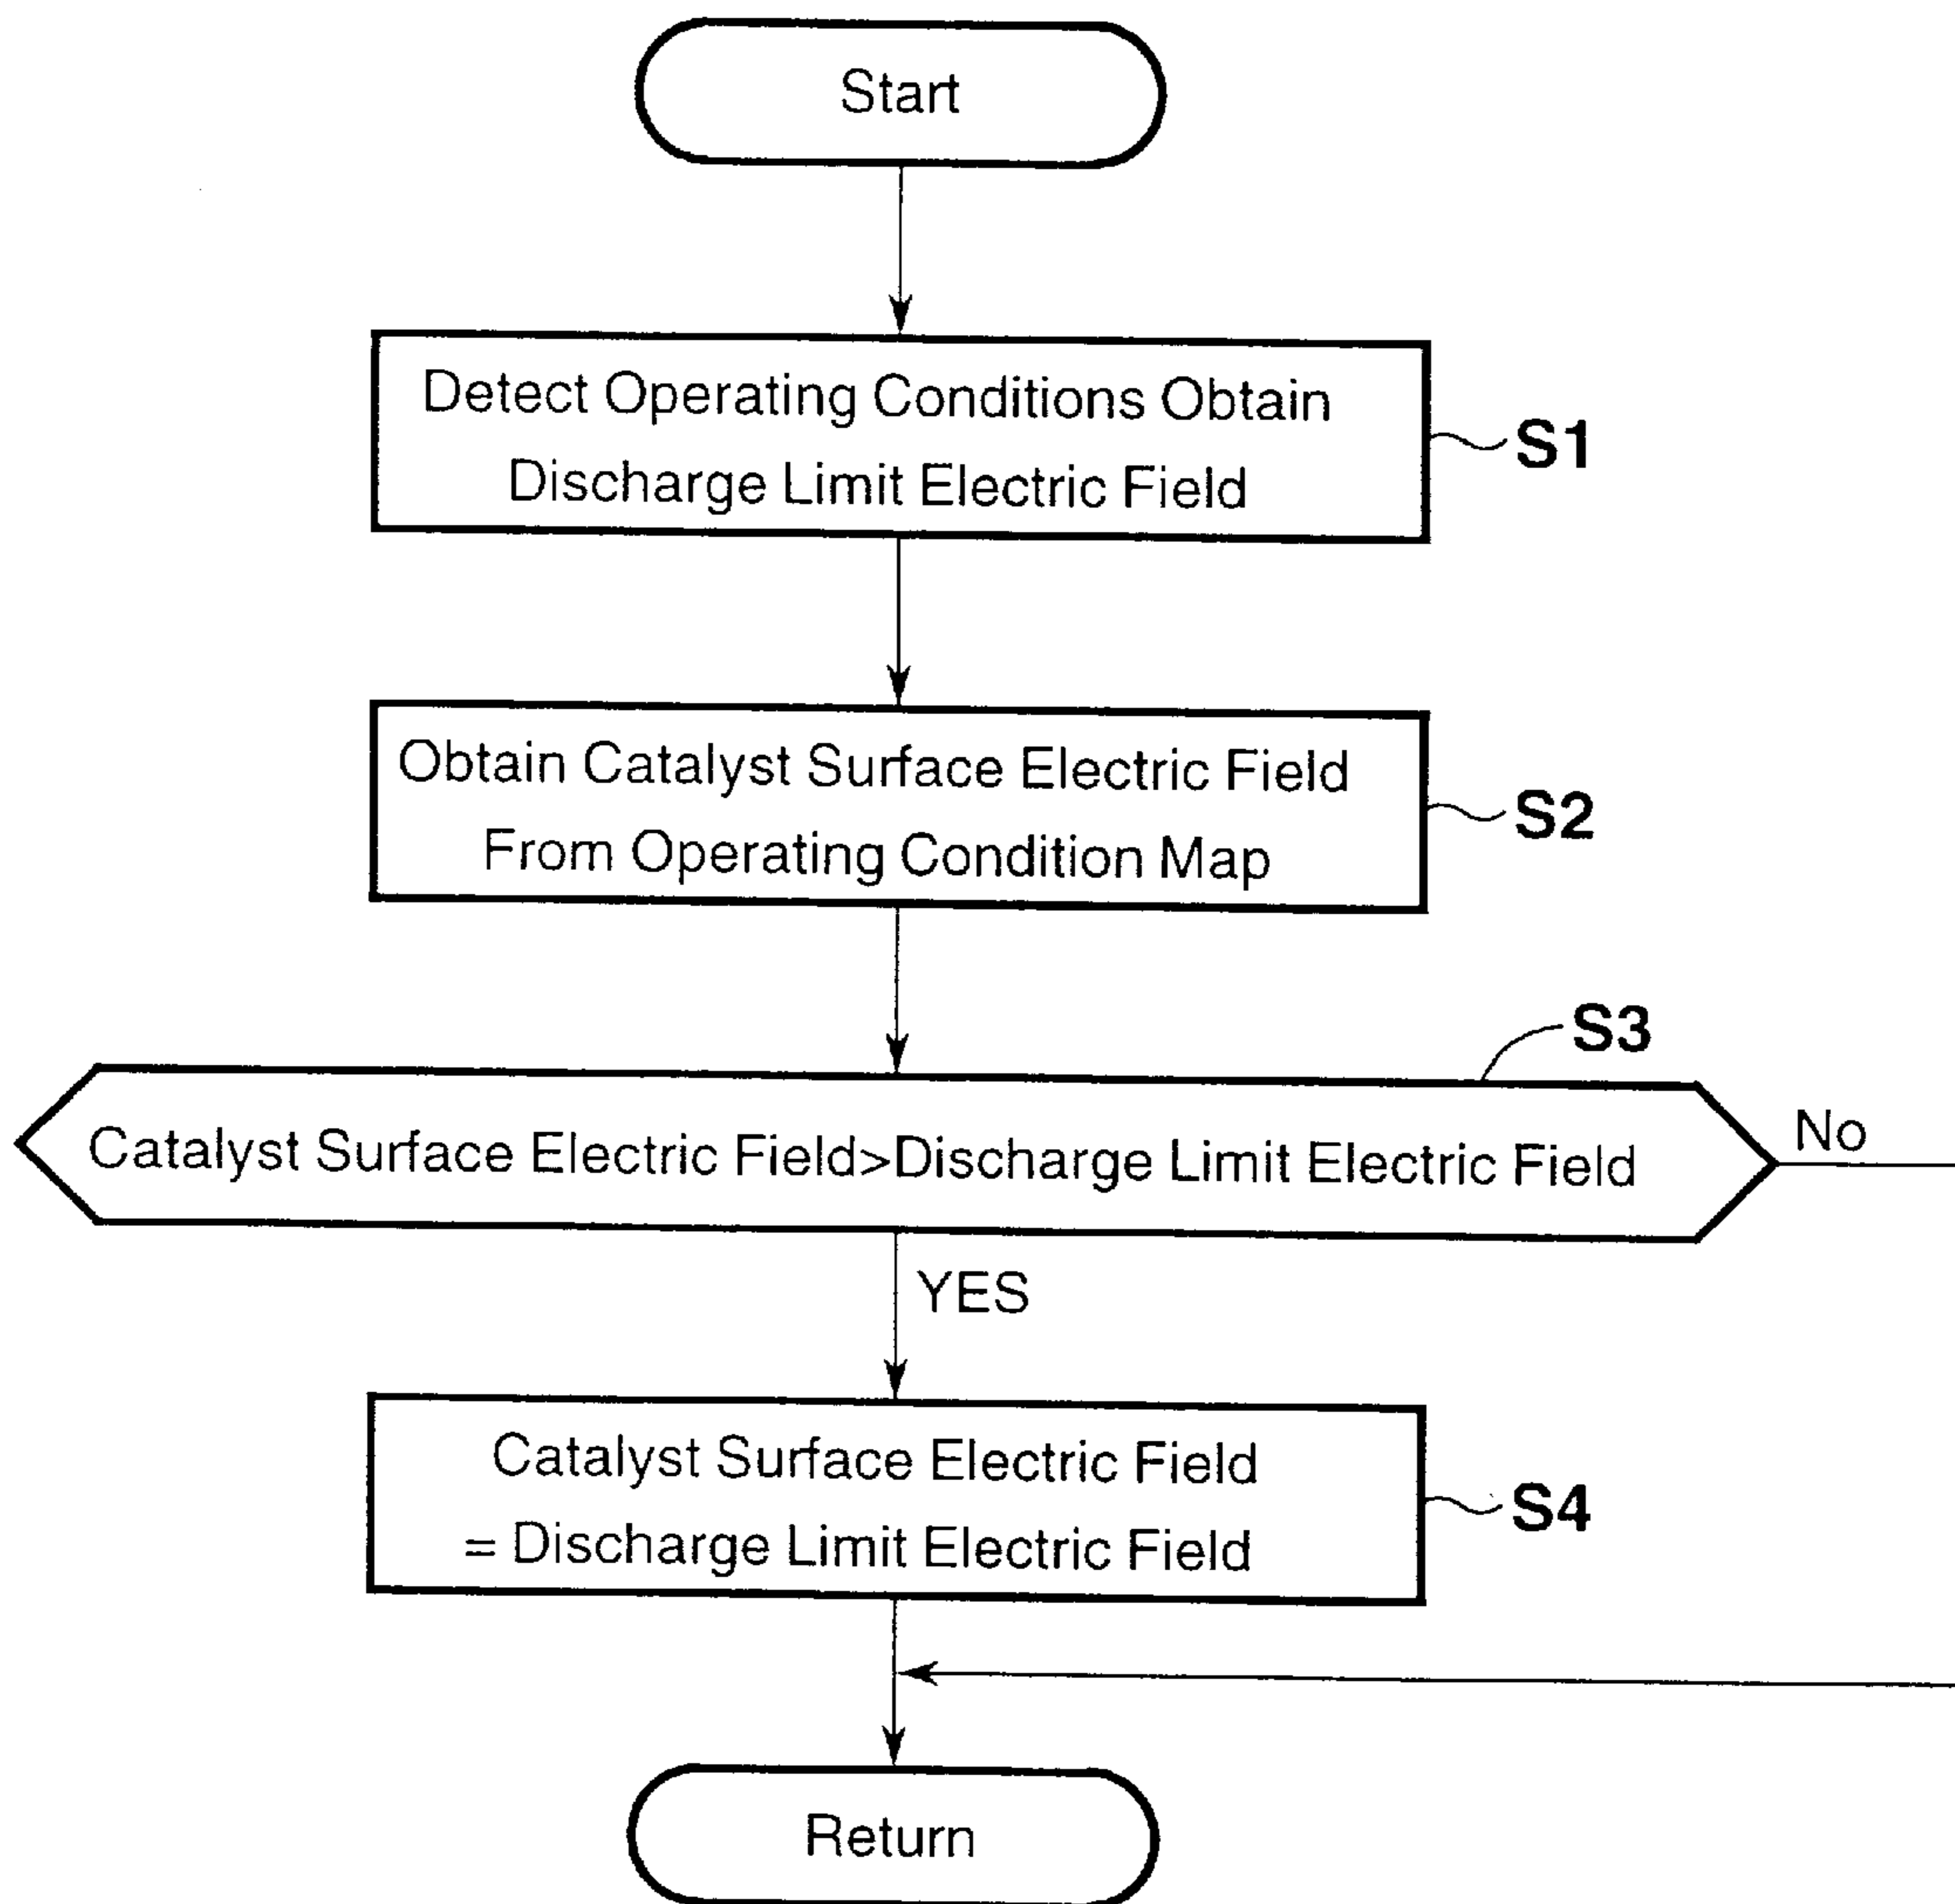 Start
Detect Operating Conditions Obtain
Discharge Limit Electric Field
S1
Obtain Catalyst Surface Electric Field
From Operating Condition Map
S2
S3
Catalyst Surface Electric Field>Discharge Limit Electric Field
No
YES
Catalyst Surface Electric Field
= Discharge Limit Electric Field
S4
Return